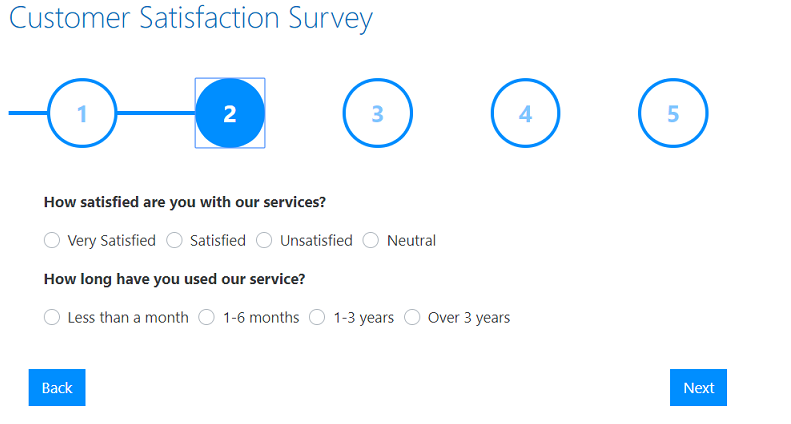 Customer Satisfaction Survey
1 2 3 4 5
How satisfied are you with our services?
Very Satisfied Satisfied Unsatisfied Neutral
How long have you used our service?
Less than a month 1-6 months 1-3 years Over 3 years
Back Next